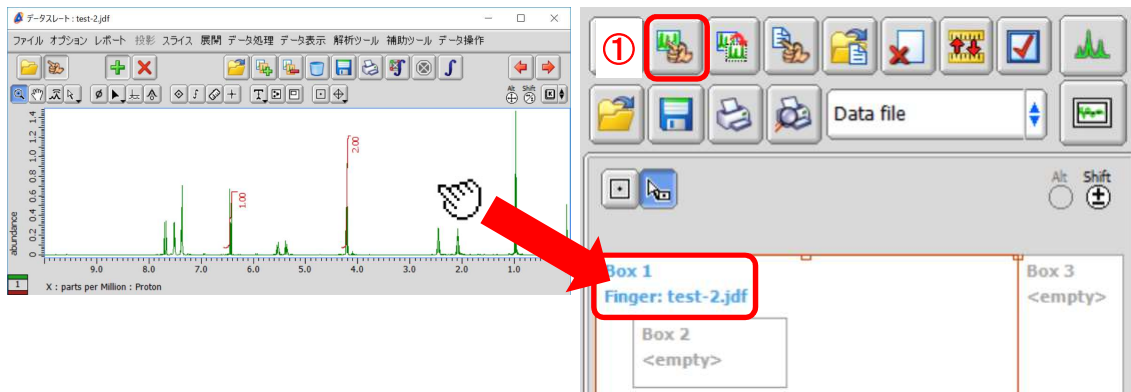 データスレート : test-2.jdf
ファイル オプション レポート 投影 スライス 展開 データ処理 データ表示 解析ツール 補助ツール データ操作
Alt Shift
abundance
0 0.2 0.4 0.6 0.8 1.0 1.2 1.4
1.00
2.00
9.0 8.0 7.0 6.0 5.0 4.0 3.0 2.0 1.0
1
X : parts per Million : Proton
①
Data file
Alt Shift
Box 1
Finger: test-2.jdf
Box 2
<empty>
Box 3
<empty>